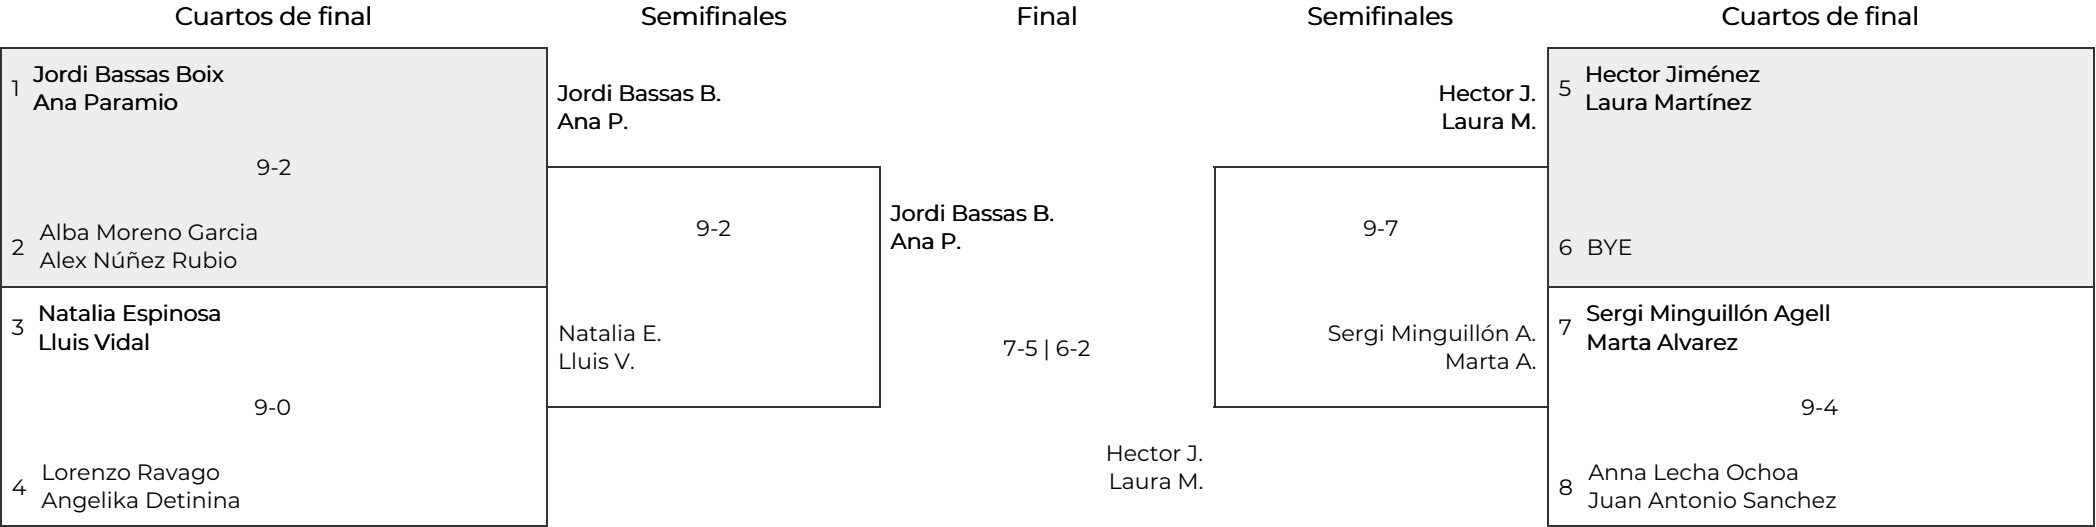 Cuartos de final
Semifinales
Final
Semifinales
Cuartos de final
1
Jordi Bassas Boix
Ana Paramio
9-2
2
Alba Moreno Garcia
Alex Núñez Rubio
3
Natalia Espinosa
Lluis Vidal
9-0
4
Lorenzo Ravago
Angelika Detinina
Jordi Bassas B.
Ana P.
9-2
Natalia E.
Lluis V.
Jordi Bassas B.
Ana P.
7-5 | 6-2
Hector J.
Laura M.
Hector J.
Laura M.
9-7
Sergi Minguillón A.
Marta A.
5
Hector Jiménez
Laura Martínez
6 BYE
7
Sergi Minguillón Agell
Marta Alvarez
9-4
8
Anna Lecha Ochoa
Juan Antonio Sanchez